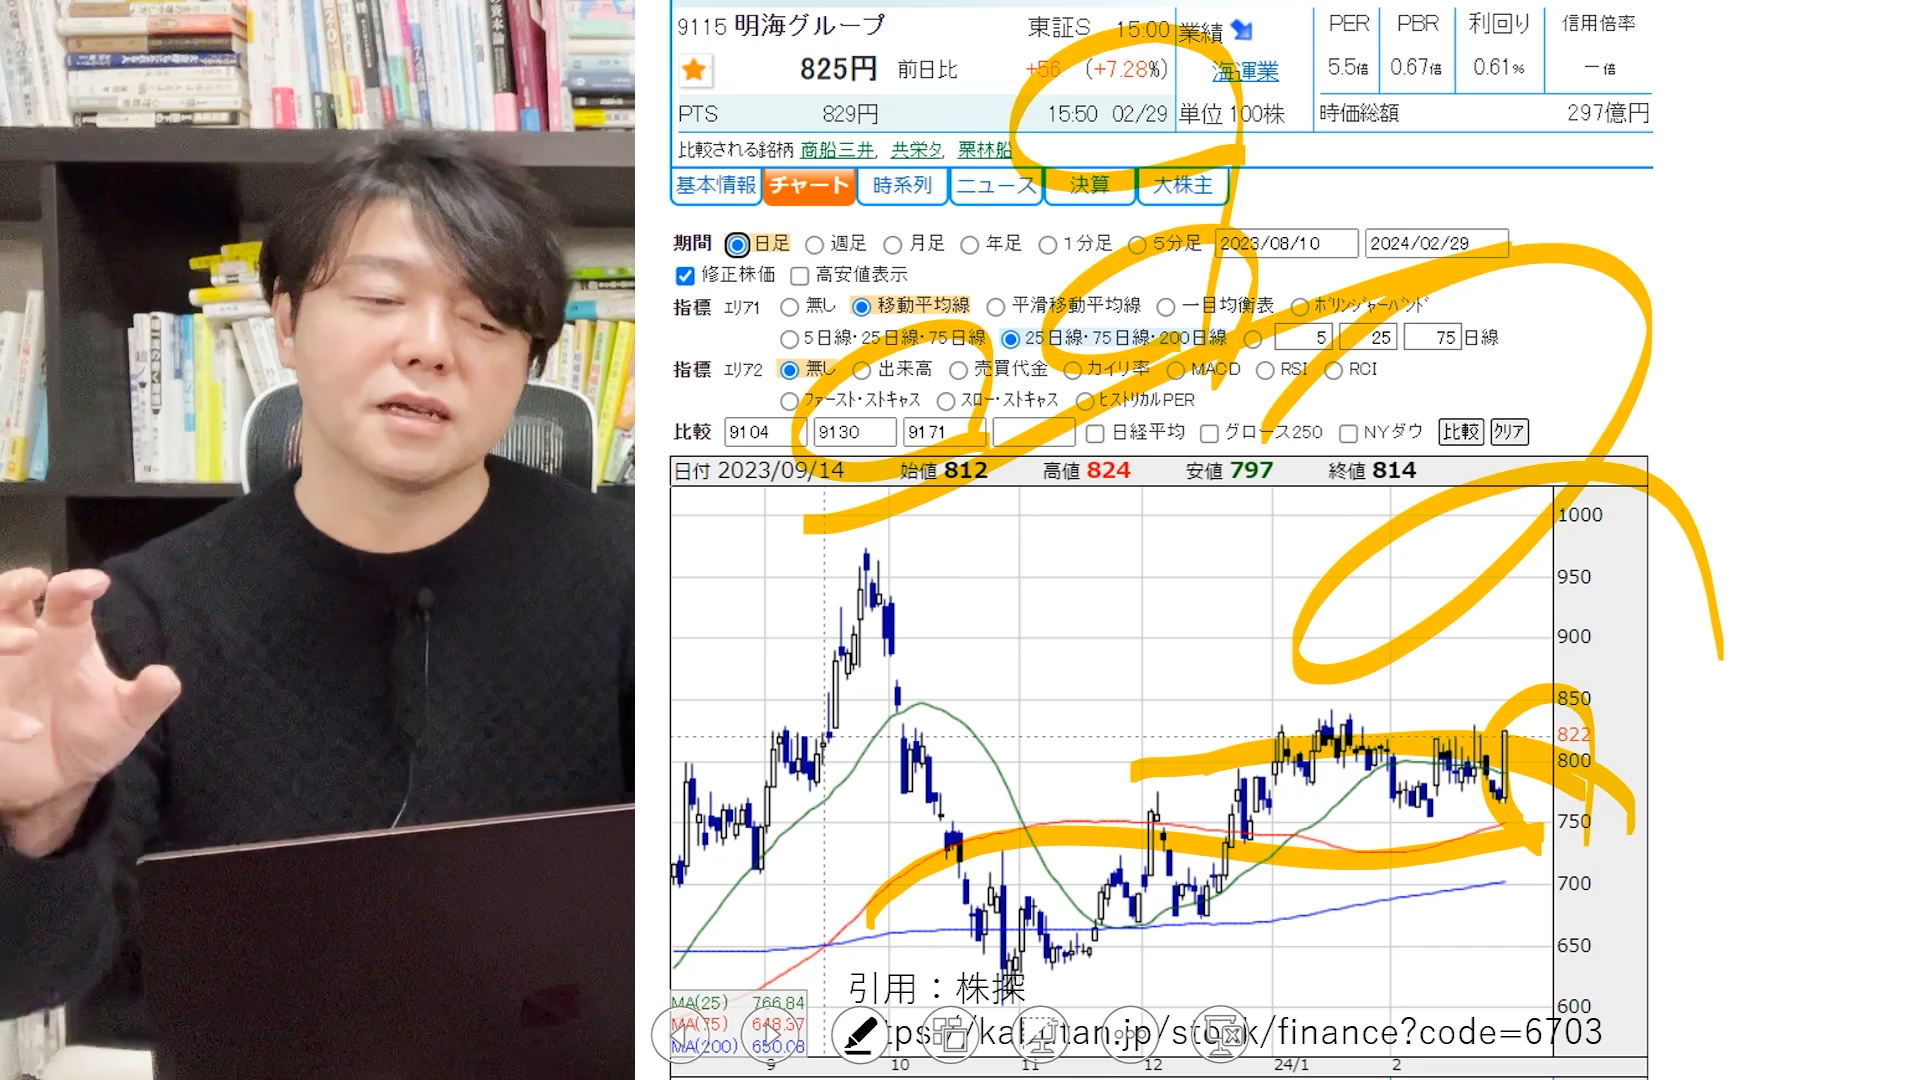 9115 明海グループ 東証S 15:00 業績
825円 前日比 +56 (+7.28%) 海運業
PTS 829円 15:50 02/29 単位 100株
PER PBR 利回り 信用倍率
5.5倍 0.67倍 0.61% ー倍
時価総額 297億円
比較される銘柄 商船三井, 共栄タ, 栗林船
基本情報 チャート 時系列 ニュース 決算 大株主
期間 日足 週足 月足 年足 1分足 5分足 2023/08/10 2024/02/29
修正株価 高安値表示
指標 エリア1 無し 移動平均線 平滑移動平均線 一目均衡表 ボリンジャーバンド
5日線・25日線・75日線 25日線・75日線・200日線 5 25 75 日線
指標 エリア2 無し 出来高 売買代金 カイリ率 MACD RSI RCI
ファースト・ストキャス スロー・ストキャス ヒストリカルPER
比較 9104 9130 9171 日経平均 グロース250 NYダウ 比較 クリア
日付 2023/09/14 始値 812 高値 824 安値 797 終値 814
1000
950
900
850
822
800
750
700
650
600
引用：株探
MA(25) 766.84
MA(75) 648.37
MA(200) 650.08
stock/finance?code=6703
9 10 11 12 24/1 2